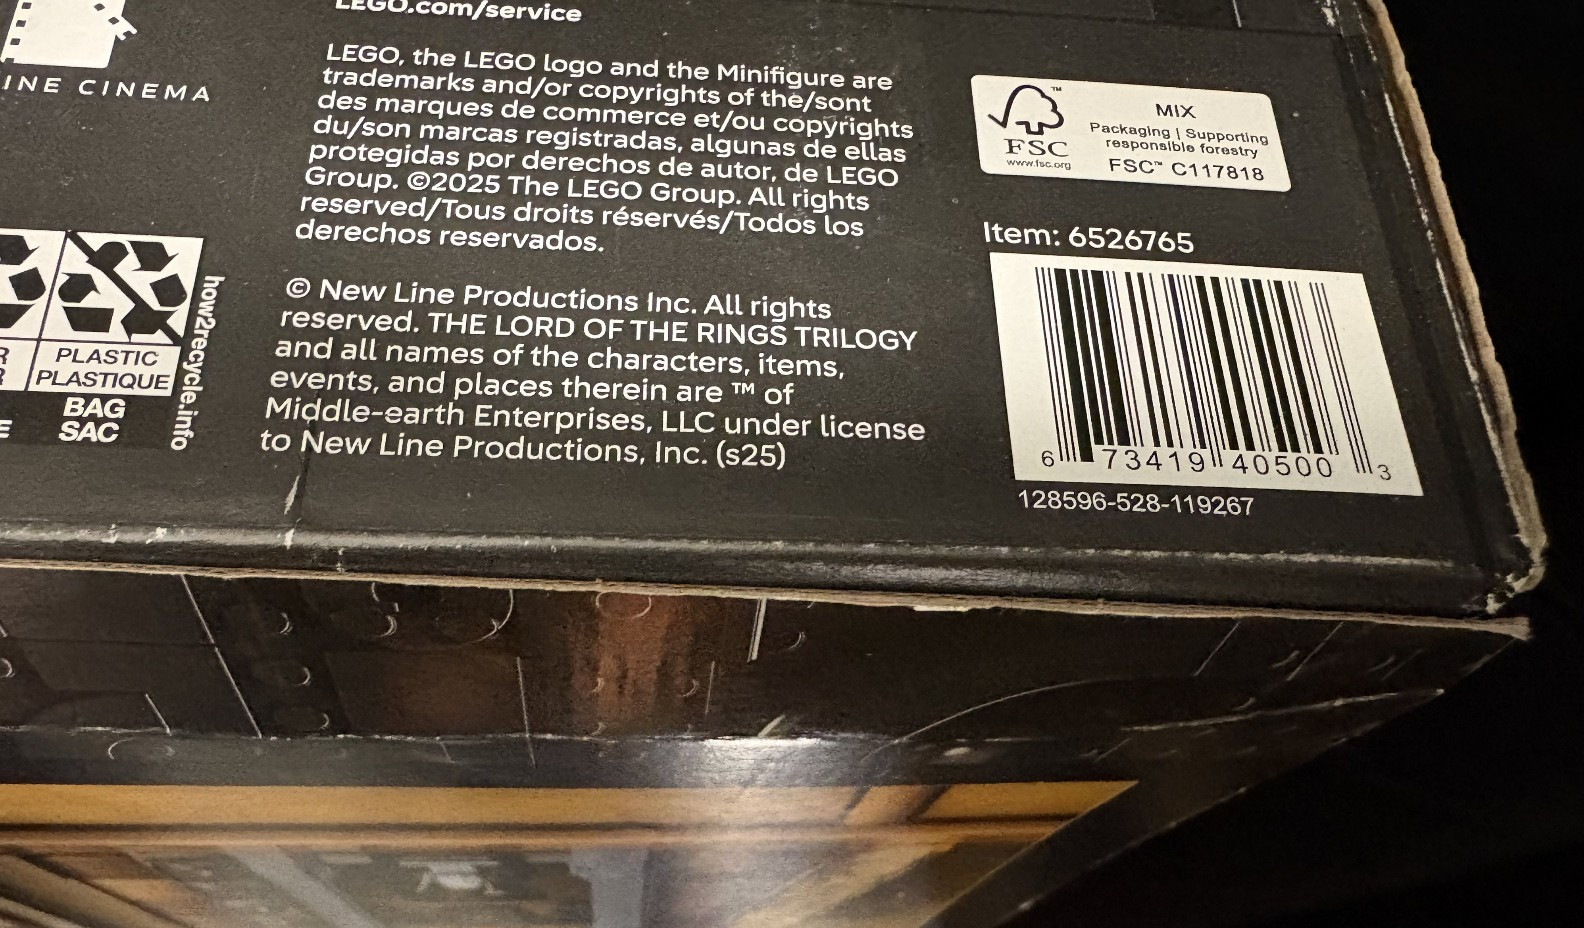 LEGO.com/service
INE CINEMA
LEGO, the LEGO logo and the Minifigure are
trademarks and/or copyrights of the/sont
des marques de commerce et/ou copyrights
du/son marcas registradas, algunas de ellas
protegidas por derechos de autor, de LEGO
Group. ©2025 The LEGO Group. All rights
reserved/Tous droits réservés/Todos los
derechos reservados.
© New Line Productions Inc. All rights
reserved. THE LORD OF THE RINGS TRILOGY
and all names of the characters, items,
events, and places therein are ™ of
Middle-earth Enterprises, LLC under license
to New Line Productions, Inc. (s25)
R
R
E
PLASTIC
PLASTIQUE
BAG
SAC
how2recycle.info
™
FSC
www.fsc.org
MIX
Packaging | Supporting
responsible forestry
FSC™ C117818
Item: 6526765
6 73419 40500 3
128596-528-119267